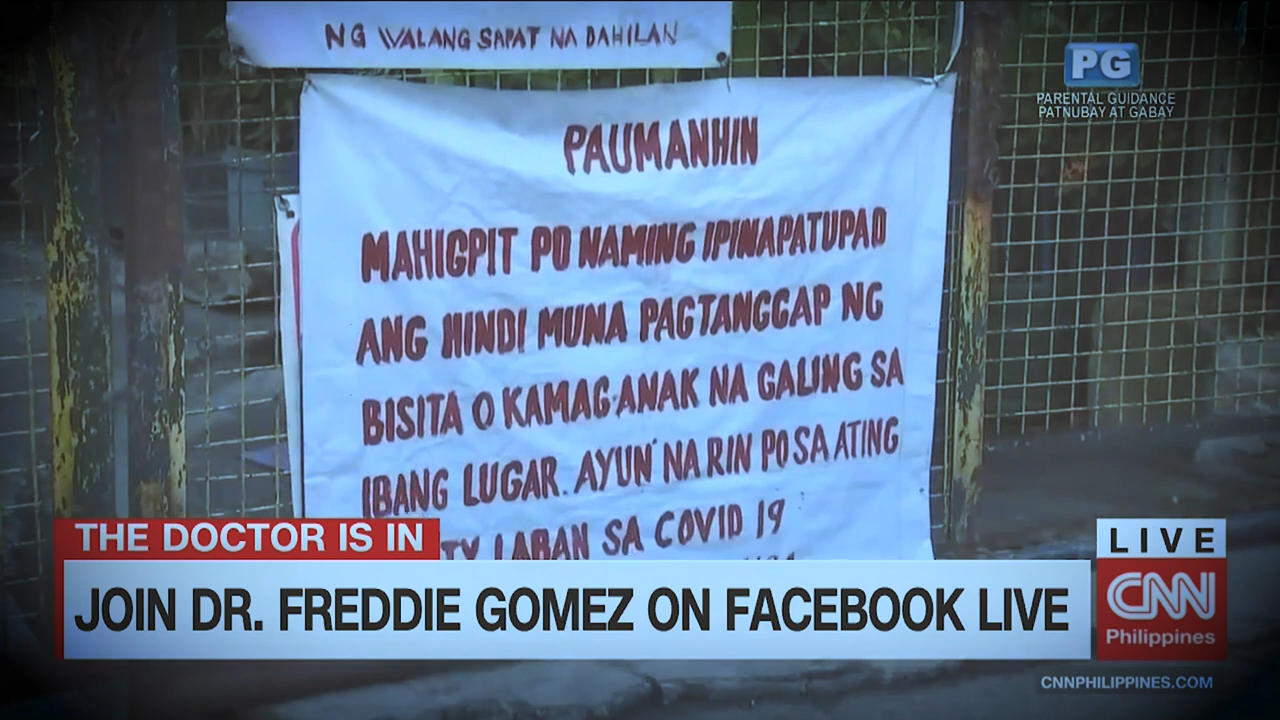 NG WALANG SAPAT NA DAHILAN
PAUMANHIN
MAHIGPIT PO NAMING IPINAPATUPAD
ANG HINDI MUNA PAGTANGGAP NG
BISITA O KAMAG-ANAK NA GALING SA
IBANG LUGAR. AYUN NA RIN PO SA ATING
LABAN SA COVID 19
PG
PARENTAL GUIDANCE
PATNUBAY AT GABAY
THE DOCTOR IS IN
JOIN DR. FREDDIE GOMEZ ON FACEBOOK LIVE
LIVE
CNN
Philippines
CNNPHILIPPINES.COM